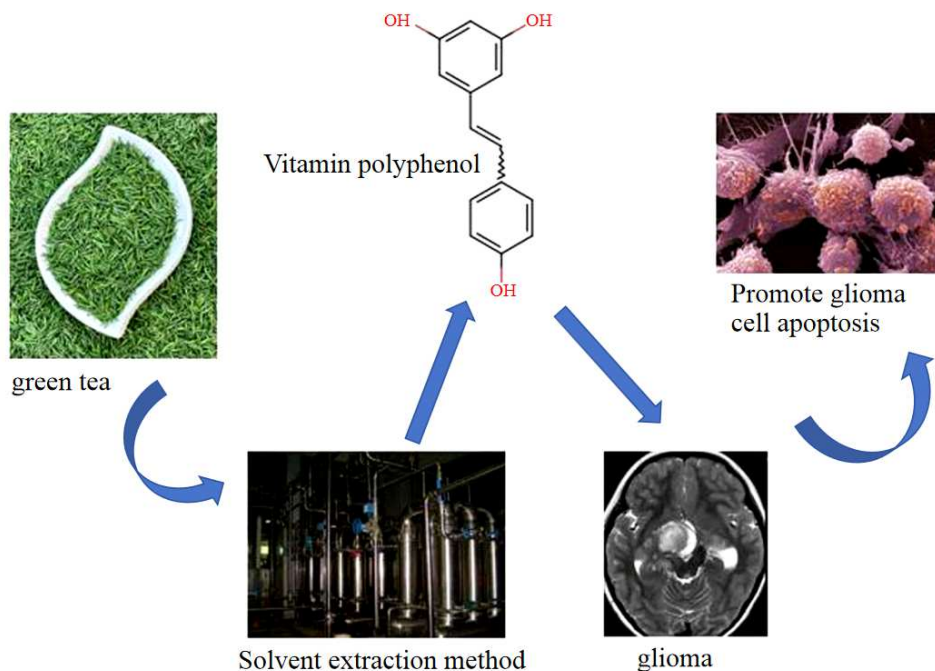 OH
OH
Vitamin polyphenol
OH
green tea
Promote glioma
cell apoptosis
Solvent extraction method
glioma